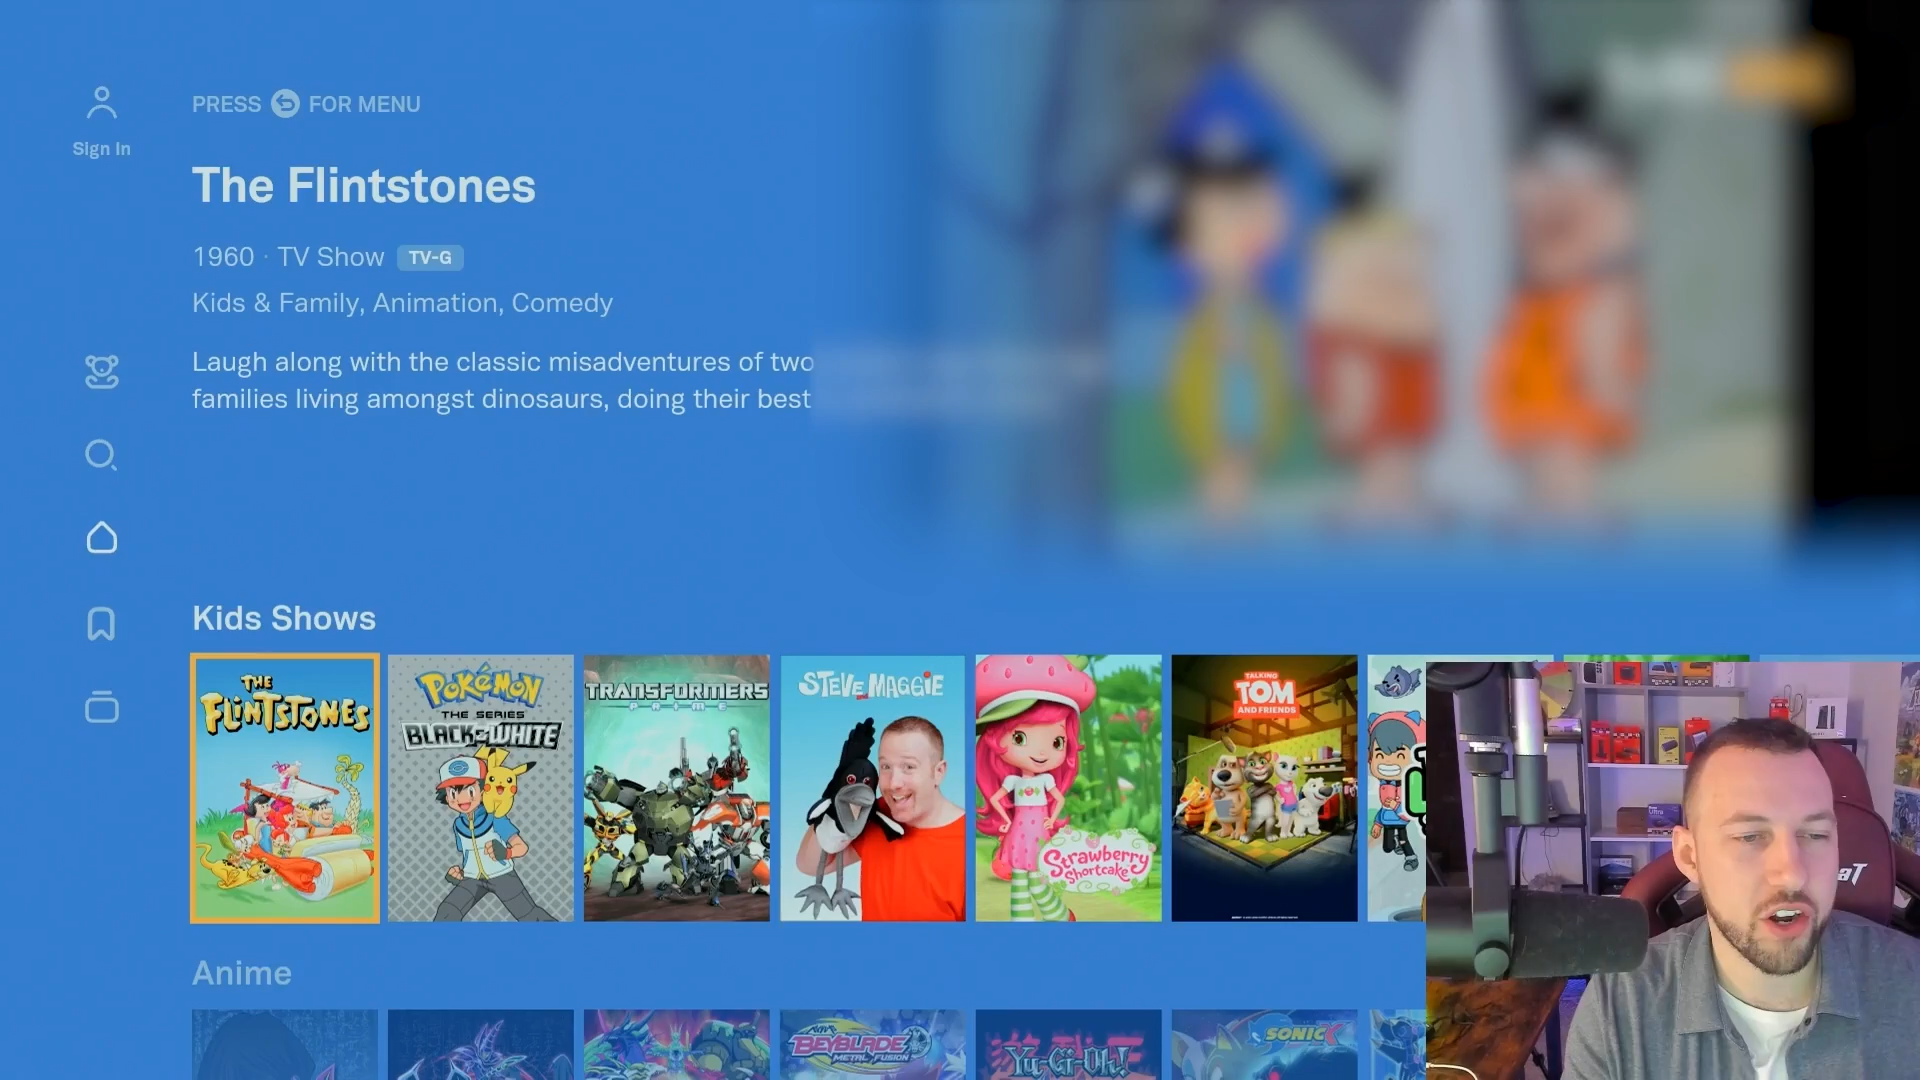 Sign In
PRESS FOR MENU
The Flintstones
1960 · TV Show TV-G
Kids & Family, Animation, Comedy
Laugh along with the classic misadventures of two
families living amongst dinosaurs, doing their best
Kids Shows
THE
FLINTSTONES
POKéMON
THE SERIES
BLACK & WHITE
TRANSFORMERS
PRIME
STEVE AND MAGGIE
Strawberry
Shortcake
TALKING
TOM
AND FRIENDS
Anime
BEYBLADE
METAL FUSION
Yu-Gi-Oh!
SONIC X